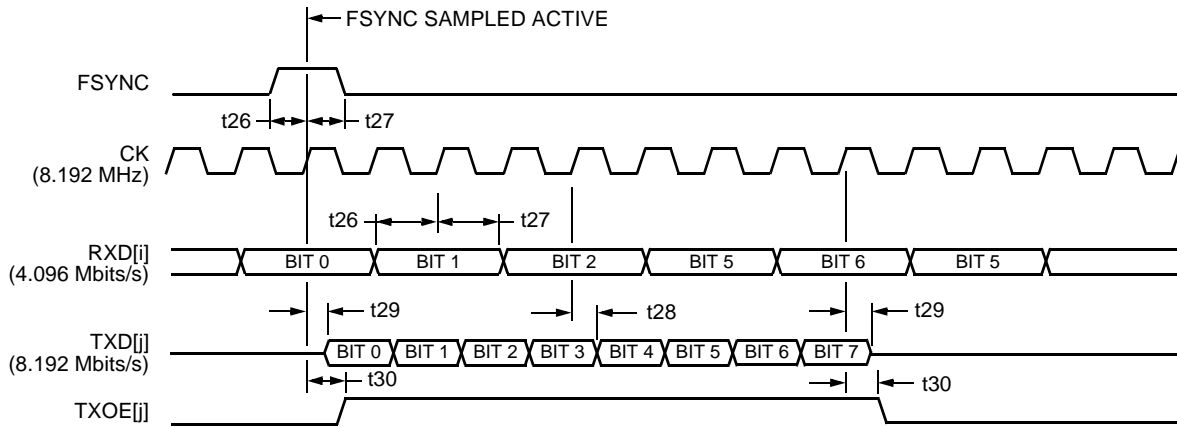 FSYNC SAMPLED ACTIVE
FSYNC
t26
t27
CK
(8.192 MHz)
t26
t27
RXD[i]
(4.096 Mbits/s)
BIT 0 BIT 1 BIT 2 BIT 5 BIT 6 BIT 5
t29
t28
t29
TXD[j]
(8.192 Mbits/s)
BIT 0 BIT 1 BIT 2 BIT 3 BIT 4 BIT 5 BIT 6 BIT 7
t30
t30
TXOE[j]